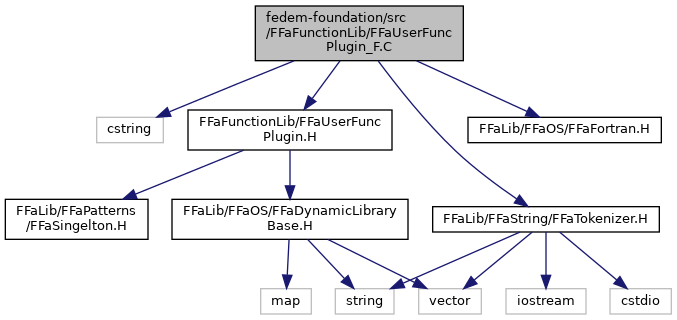 fedem-foundation/src
/FFaFunctionLib/FFaUserFunc
Plugin_F.C
cstring
FFaFunctionLib/FFaUserFunc
Plugin.H
FFaLib/FFaOS/FFaFortran.H
FFaLib/FFaPatterns
/FFaSingelton.H
FFaLib/FFaOS/FFaDynamicLibrary
Base.H
FFaLib/FFaString/FFaTokenizer.H
map
string
vector
iostream
cstdio